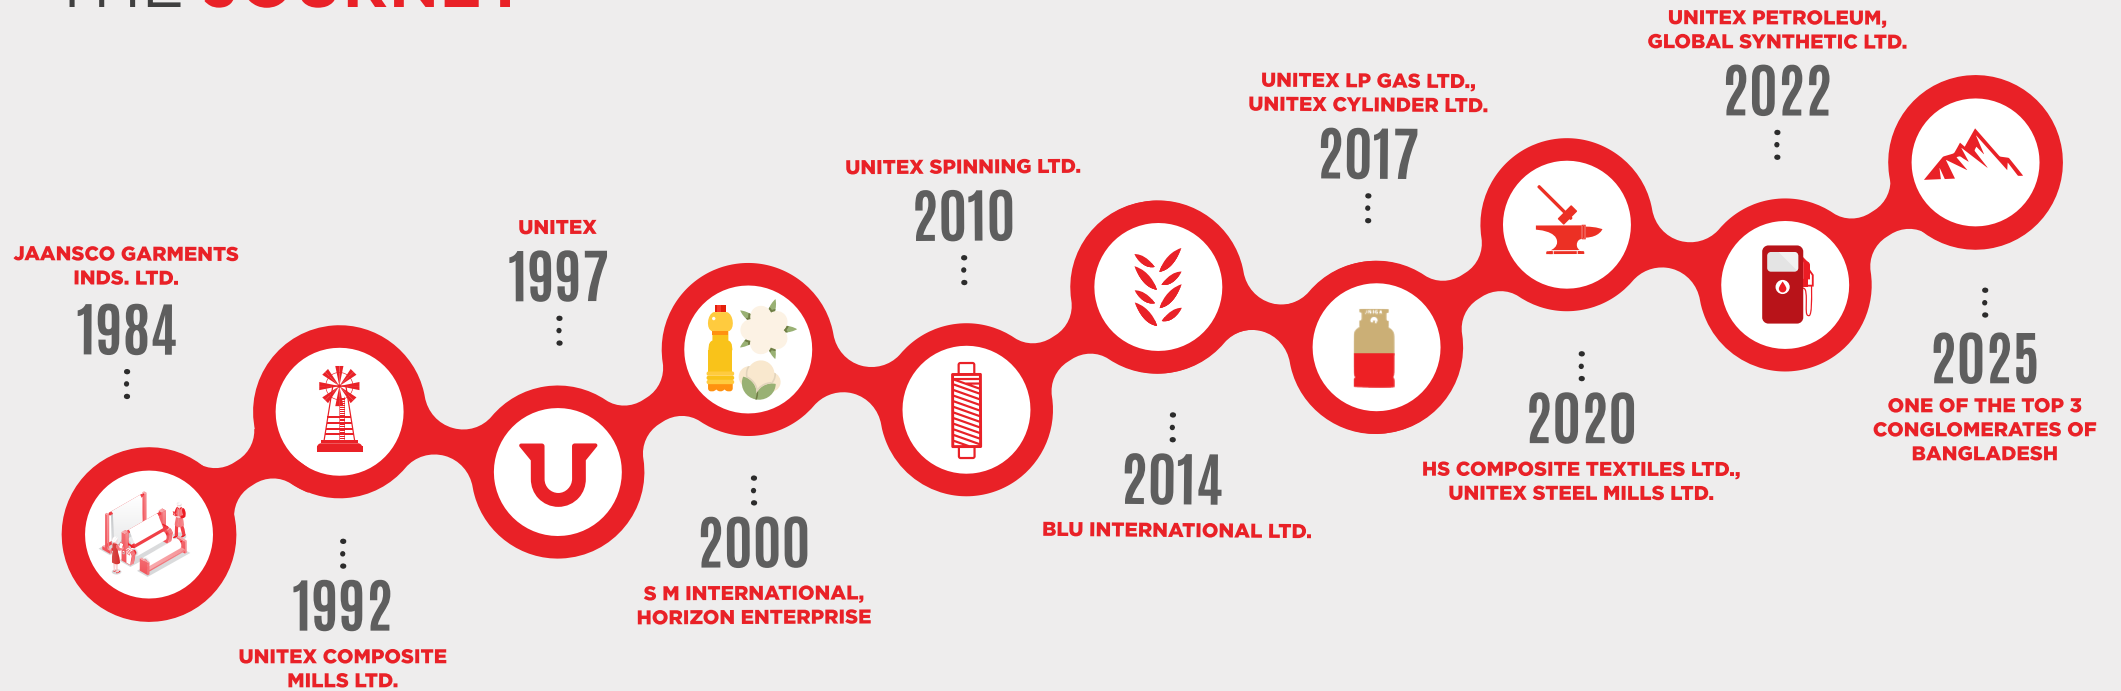 THE JOURNEY
JAANSCO GARMENTS
INDS. LTD.
1984
1992
UNITEX COMPOSITE
MILLS LTD.
UNITEX
1997
2000
S M INTERNATIONAL,
HORIZON ENTERPRISE
UNITEX SPINNING LTD.
2010
2014
BLU INTERNATIONAL LTD.
UNITEX LP GAS LTD.,
UNITEX CYLINDER LTD.
2017
2020
HS COMPOSITE TEXTILES LTD.,
UNITEX STEEL MILLS LTD.
UNITEX PETROLEUM,
GLOBAL SYNTHETIC LTD.
2022
2025
ONE OF THE TOP 3
CONGLOMERATES OF
BANGLADESH